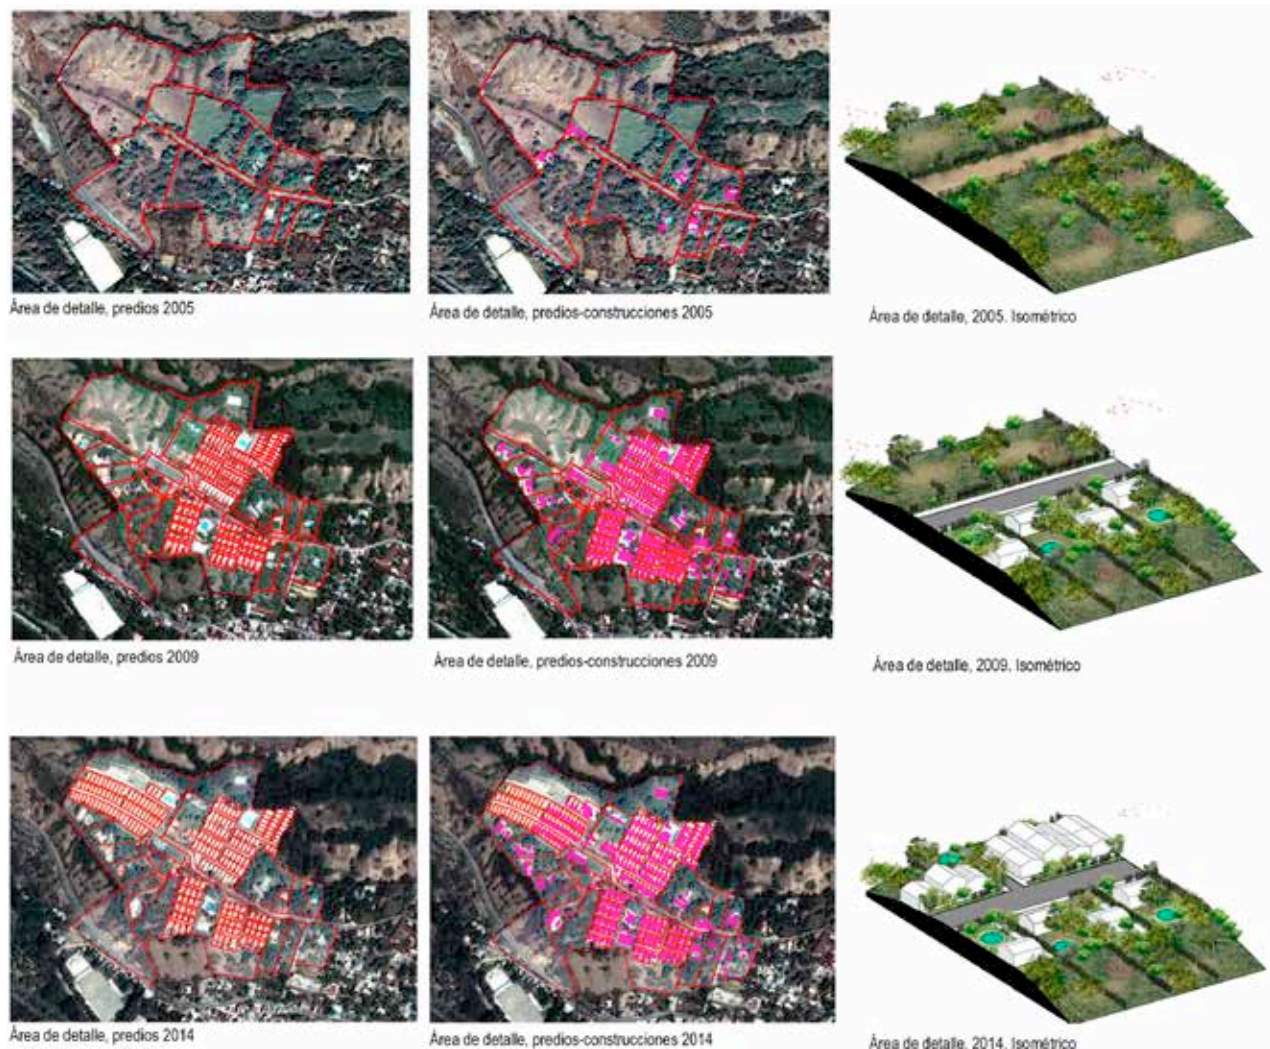 Área de detalle, predios 2005
Área de detalle, predios-construcciones 2005
Área de detalle, 2005. Isométrico
Área de detalle, predios 2009
Área de detalle, predios-construcciones 2009
Área de detalle, 2009. Isométrico
Área de detalle, predios 2014
Área de detalle, predios-construcciones 2014
Área de detalle, 2014. Isométrico